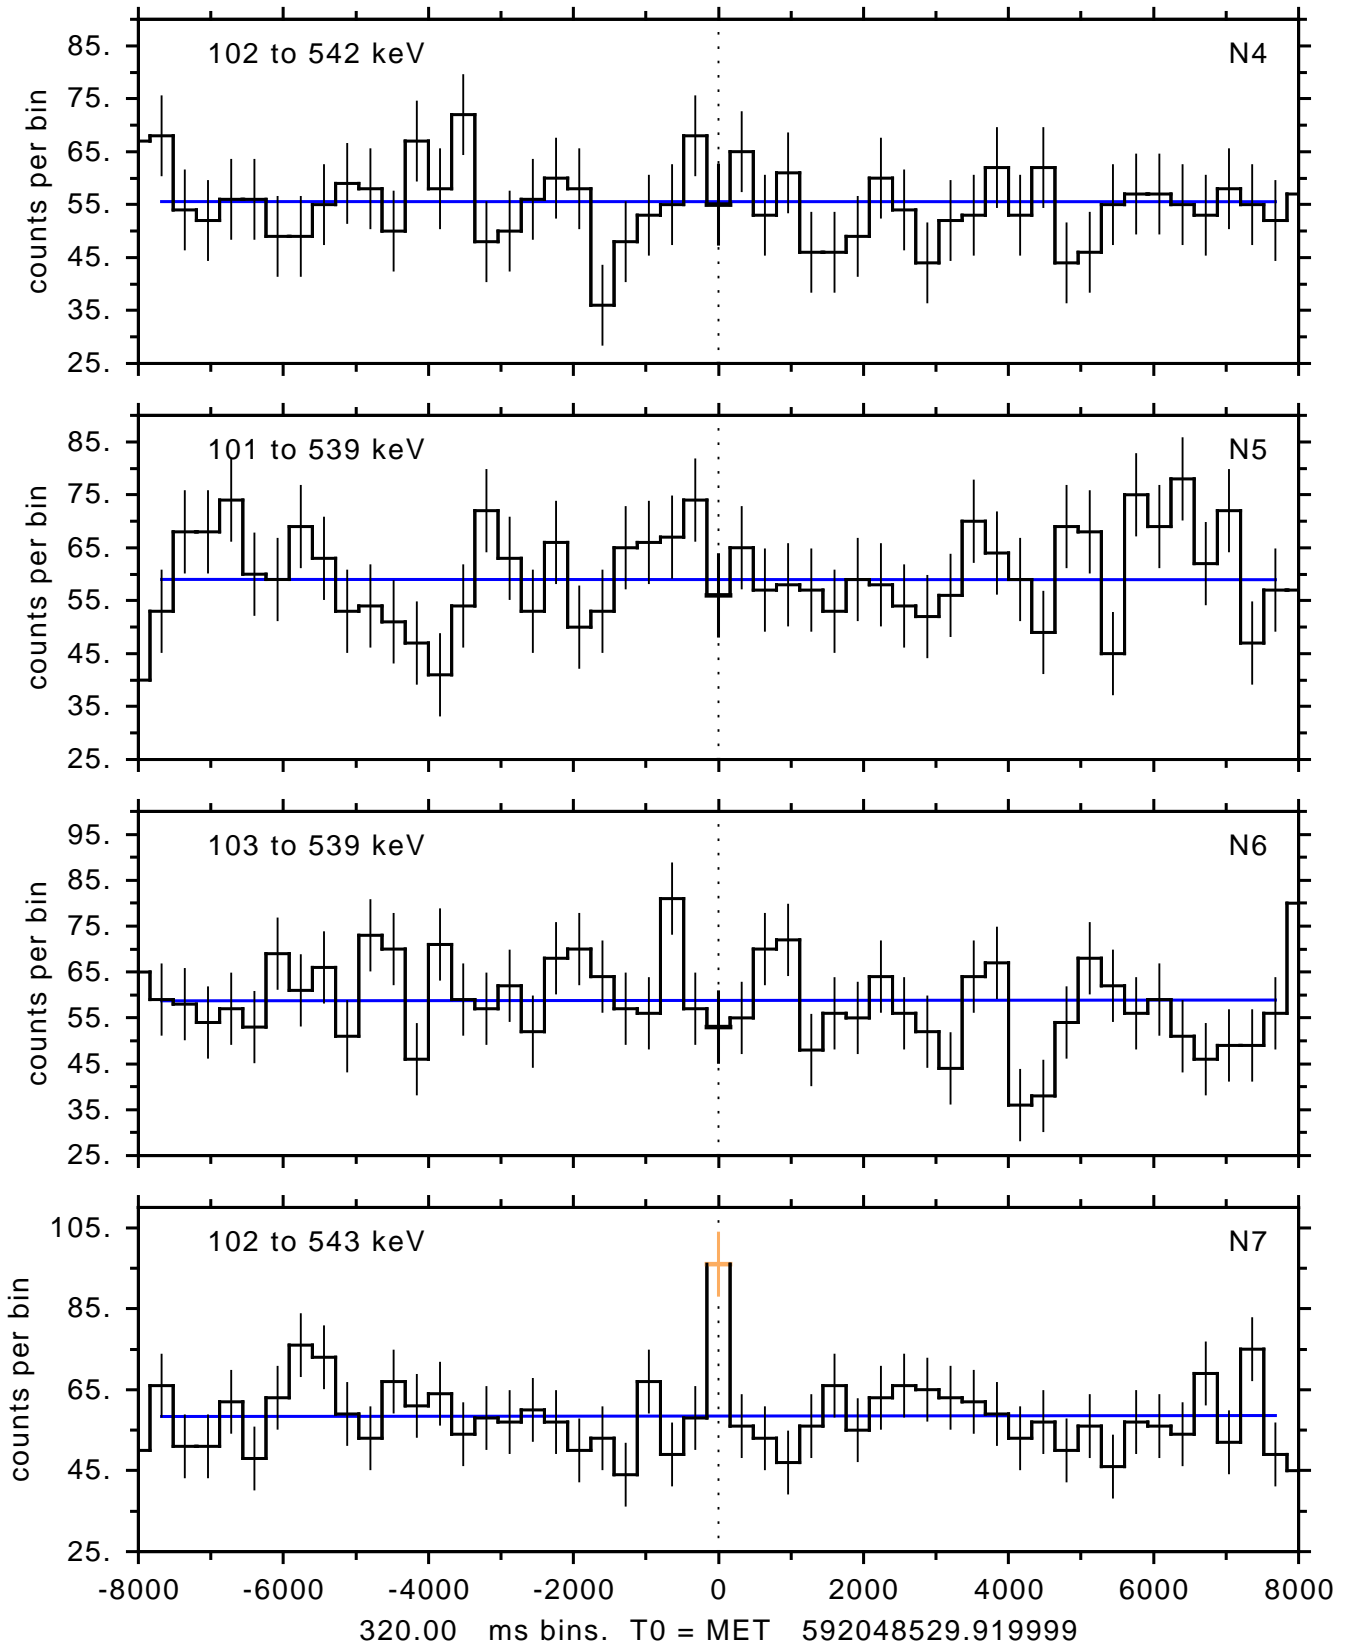 102 to 542 keV N4
85.
75.
65.
55.
45.
35.
25.
counts per bin
101 to 539 keV N5
85.
75.
65.
55.
45.
35.
25.
counts per bin
103 to 539 keV N6
95.
85.
75.
65.
55.
45.
35.
25.
counts per bin
102 to 543 keV N7
105.
85.
65.
45.
25.
counts per bin
-8000 -6000 -4000 -2000 0 2000 4000 6000 8000
320.00 ms bins. T0 = MET 592048529.919999